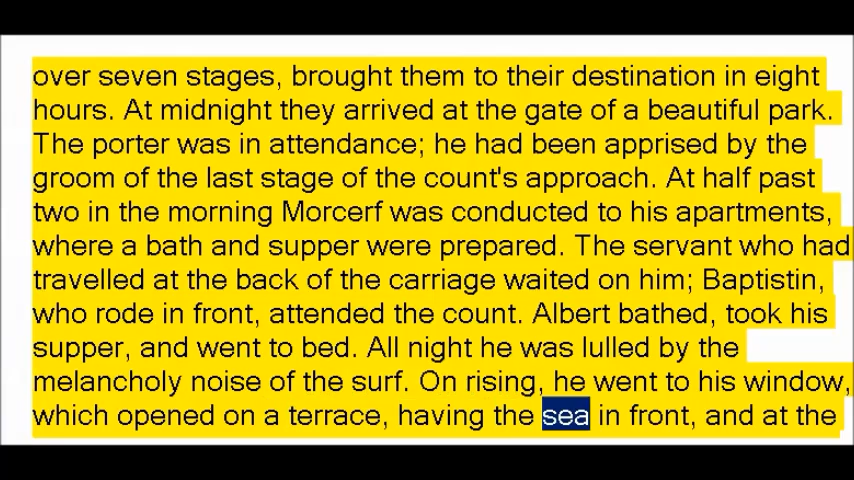 over seven stages, brought them to their destination in eight
hours. At midnight they arrived at the gate of a beautiful park.
The porter was in attendance; he had been apprised by the
groom of the last stage of the count's approach. At half past
two in the morning Morcerf was conducted to his apartments,
where a bath and supper were prepared. The servant who had
travelled at the back of the carriage waited on him; Baptistin,
who rode in front, attended the count. Albert bathed, took his
supper, and went to bed. All night he was lulled by the
melancholy noise of the surf. On rising, he went to his window,
which opened on a terrace, having the sea in front, and at the